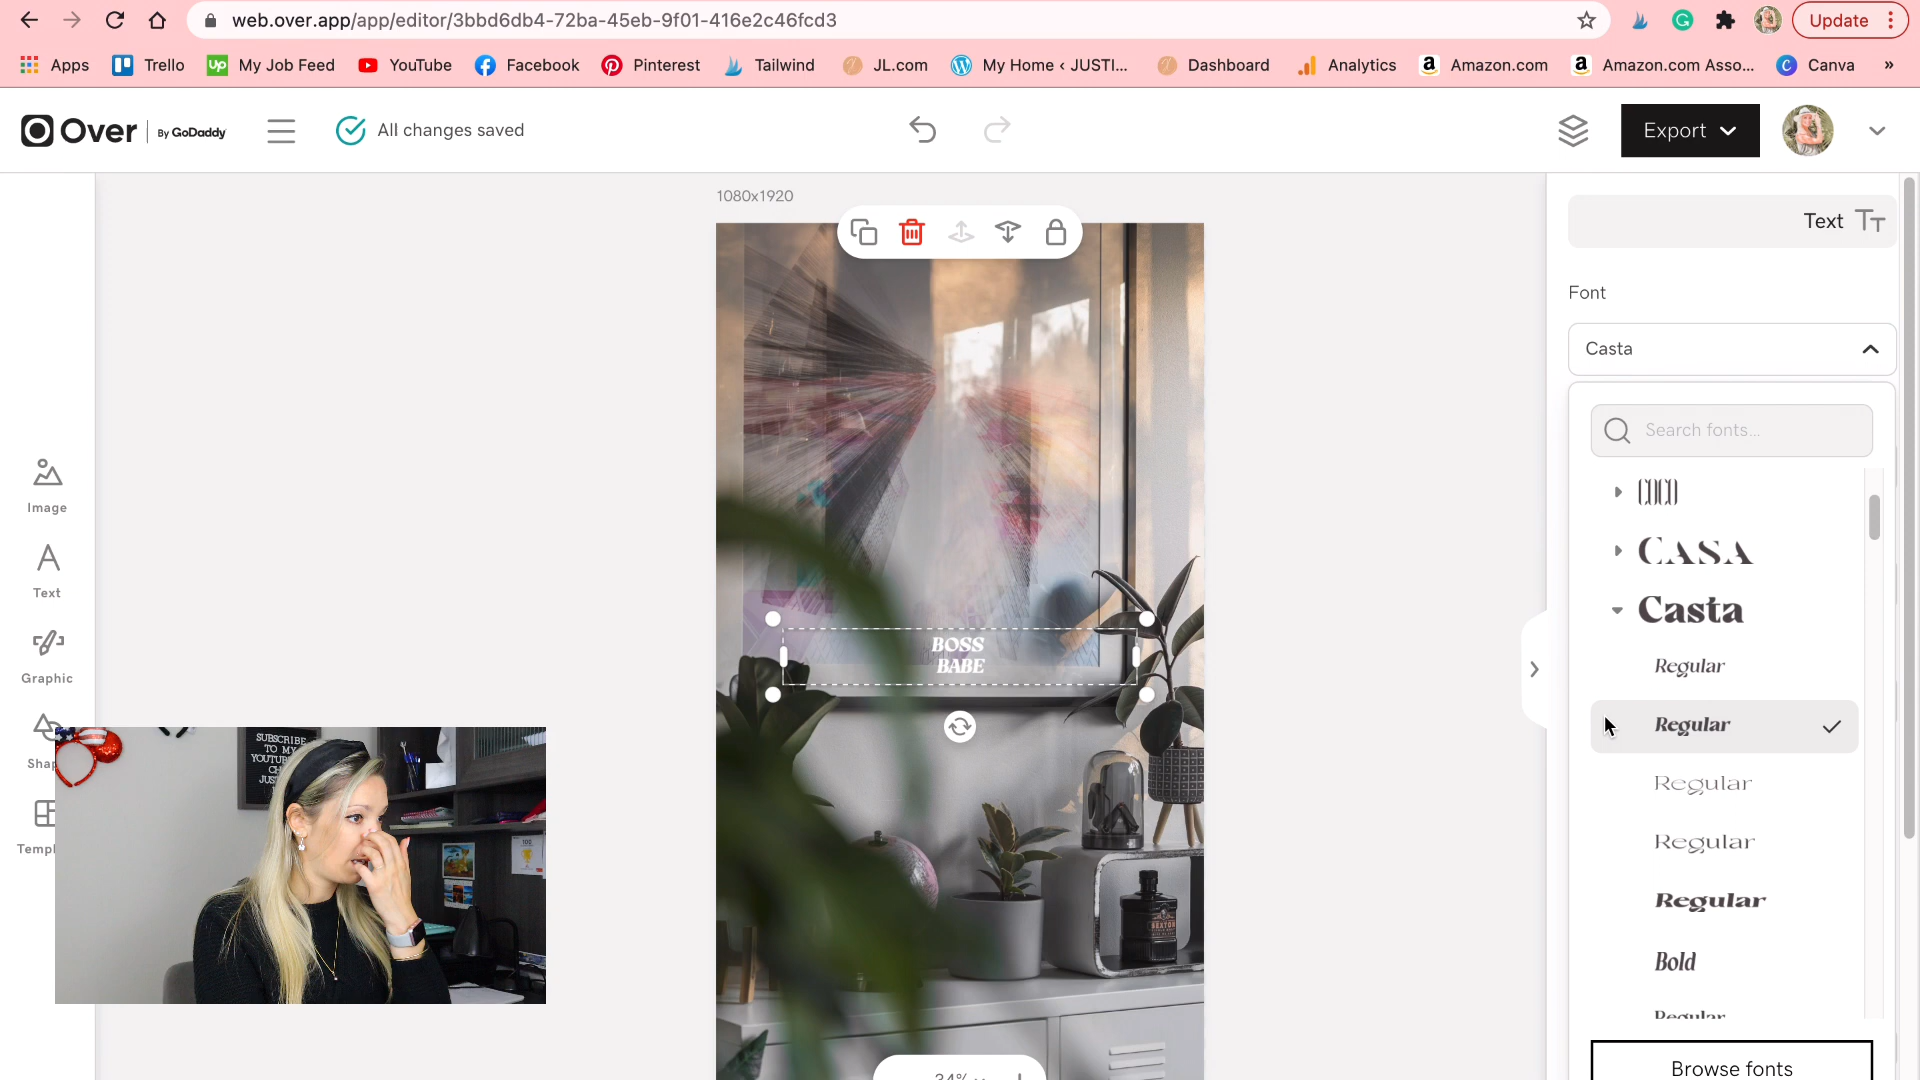 web.over.app/app/editor/3bbd6db4-72ba-45eb-9f01-416e2c46fcd3
Update
Apps
Trello
My Job Feed
YouTube
Facebook
Pinterest
Tailwind
JL.com
My Home ‹ JUSTI...
Dashboard
Analytics
Amazon.com
Amazon.com Asso...
Canva
»
Over
By GoDaddy
All changes saved
Export
1080x1920
Text
Font
Casta
Search fonts...
CASA
Casta
Regular
Regular
Regular
Regular
Regular
Bold
Regular
Browse fonts
Image
Text
Graphic
BOSS
BABE
SUBSCRIBE
TO MY
100
34%